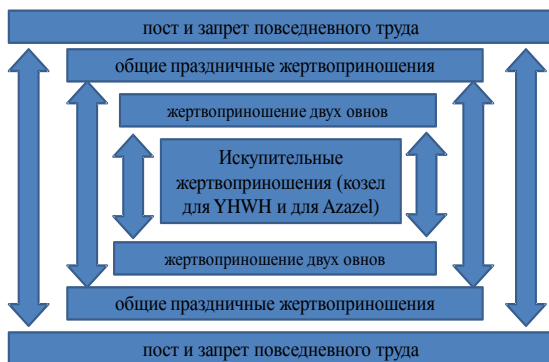 пост и запрет повседневного труда
общие праздничные жертвоприношения
жертвоприношение двух овнов
Искупительные
жертвоприношения (козел
для YHWH и для Azazel)
жертвоприношение двух овнов
общие праздничные жертвоприношения
пост и запрет повседневного труда